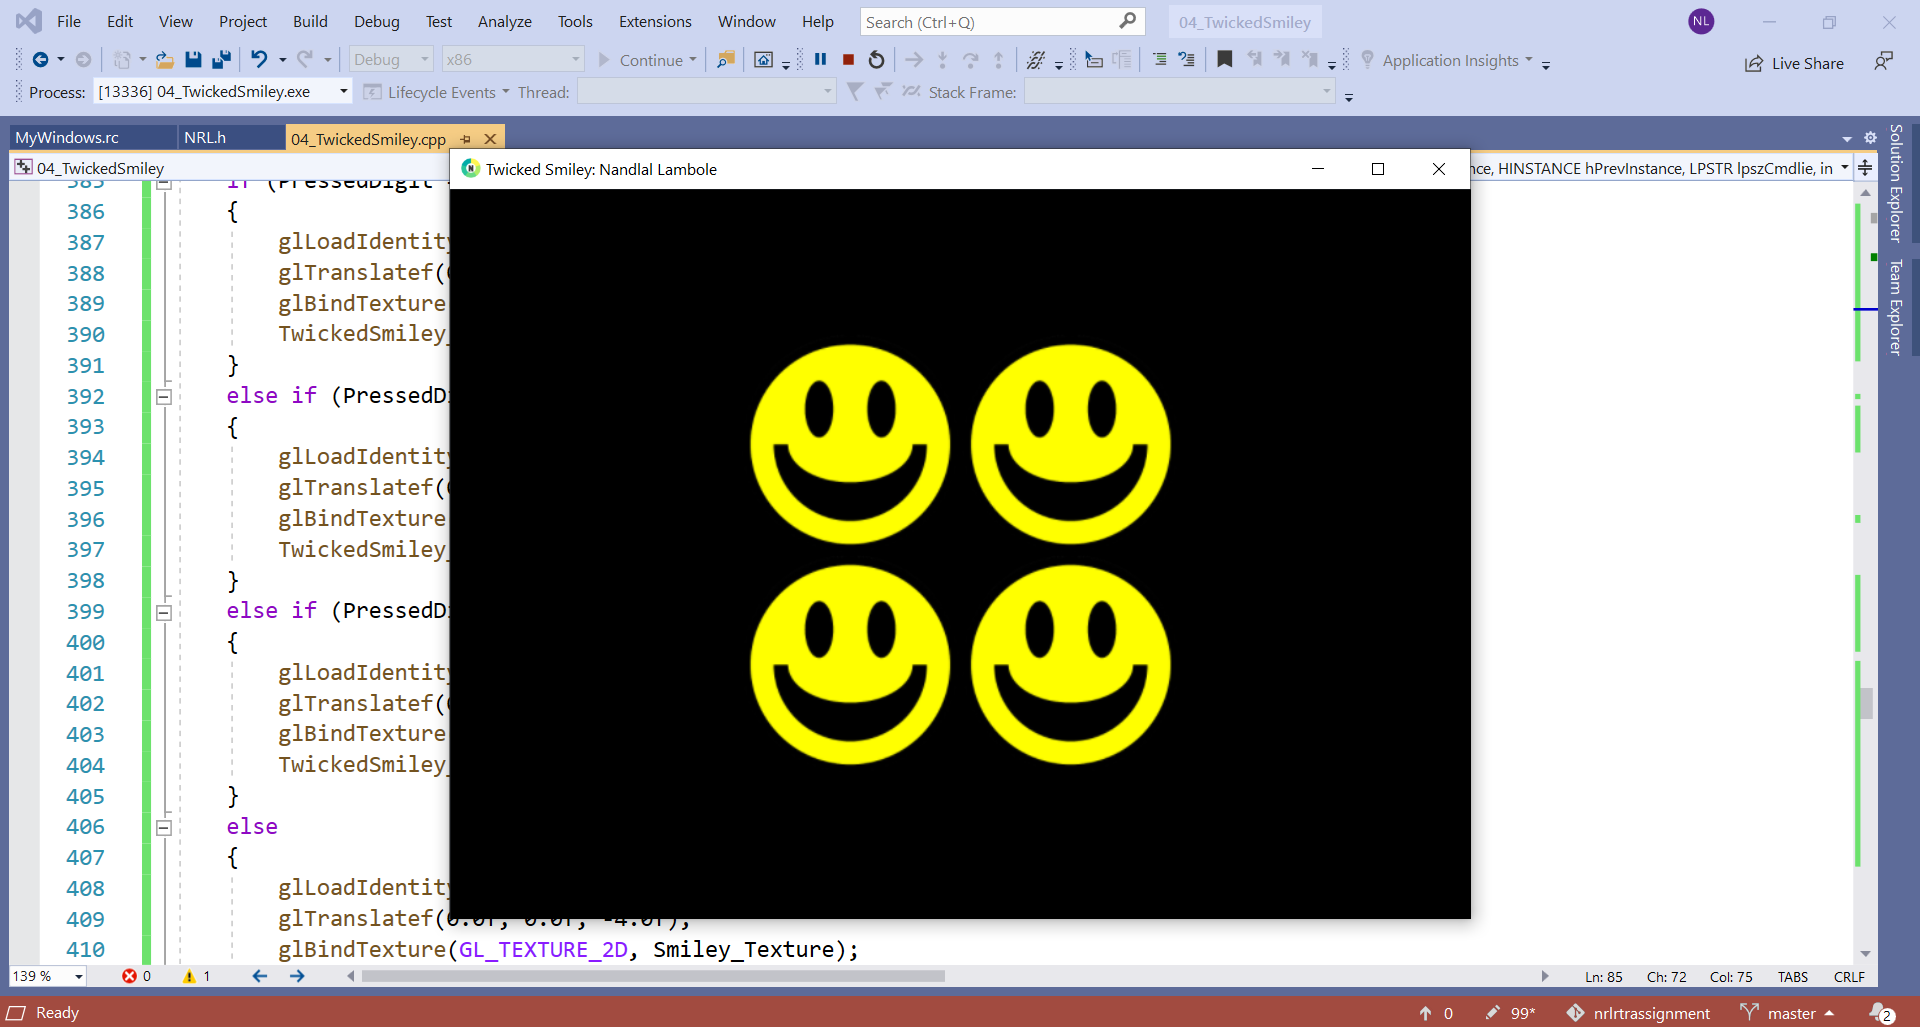 File Edit View Project Build Debug Test Analyze Tools Extensions Window Help Search (Ctrl+Q) 04_TwickedSmiley NL
Debug x86 Continue Application Insights Live Share
Process: [13336] 04_TwickedSmiley.exe Lifecycle Events Thread: Stack Frame:
MyWindows.rc NRL.h 04_TwickedSmiley.cpp
04_TwickedSmiley
nce, HINSTANCE hPrevInstance, LPSTR lpszCmdlie, in
Twicked Smiley: Nandlal Lambole
Solution Explorer
Team Explorer
385 if (PressedDigit
386 {
387 glLoadIdentity
388 glTranslatef(
389 glBindTexture
390 TwickedSmiley_
391 }
392 else if (PressedDi
393 {
394 glLoadIdentity
395 glTranslatef(
396 glBindTexture
397 TwickedSmiley_
398 }
399 else if (PressedDi
400 {
401 glLoadIdentity
402 glTranslatef(
403 glBindTexture
404 TwickedSmiley_
405 }
406 else
407 {
408 glLoadIdentity
409 glTranslatef(0.0f, 0.0f, -4.0f);
410 glBindTexture(GL_TEXTURE_2D, Smiley_Texture);
139 % 0 1 Ln: 85 Ch: 72 Col: 75 TABS CRLF
Ready 0 99* nrlrtrassignment master 2